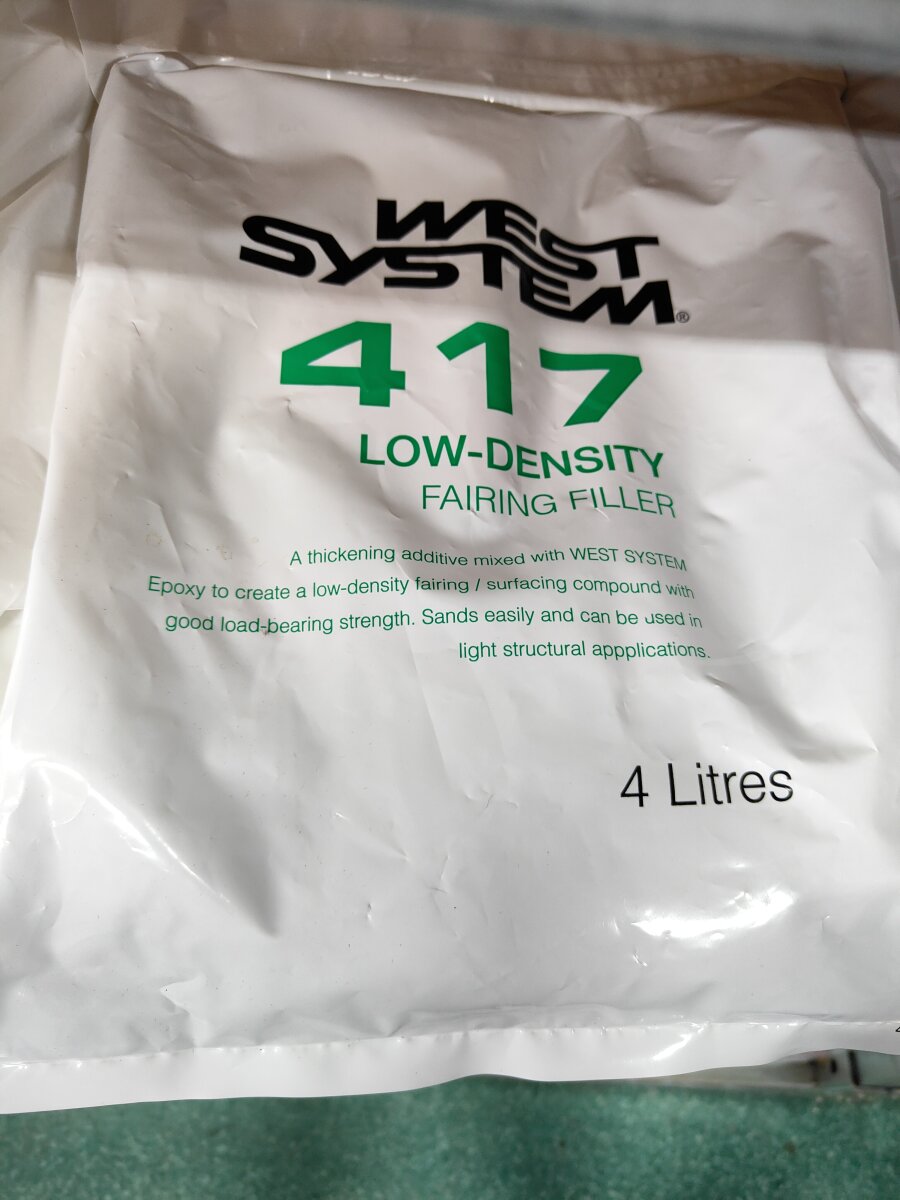 WEST
SYSTEM®
417
LOW-DENSITY
FAIRING FILLER
A thickening additive mixed with WEST SYSTEM
Epoxy to create a low-density fairing / surfacing compound with
good load-bearing strength. Sands easily and can be used in
light structural appplications.
4 Litres